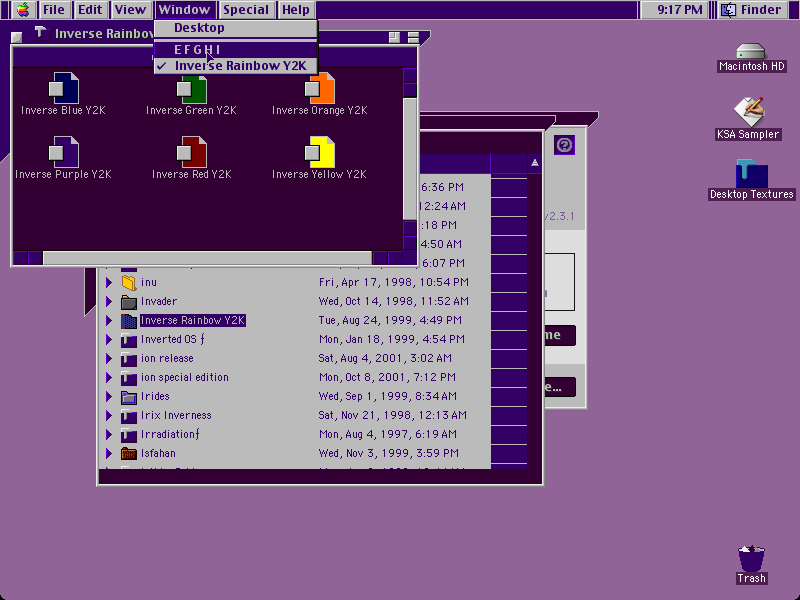 File Edit View Window Special Help 9:17 PM Finder
Desktop
E F G H I
✓ Inverse Rainbow Y2K
Inverse Rainbow
Inverse Blue Y2K Inverse Green Y2K Inverse Orange Y2K
Inverse Purple Y2K Inverse Red Y2K Inverse Yellow Y2K
Macintosh HD
KSA Sampler
Desktop Textures
Trash
6:36 PM
12:24 AM
:18 PM
4:50 AM
6:07 PM
inu Fri, Apr 17, 1998, 10:54 PM
Invader Wed, Oct 14, 1998, 11:52 AM
Inverse Rainbow Y2K Tue, Aug 24, 1999, 4:49 PM
Inverted OS ƒ Mon, Jan 18, 1999, 4:54 PM
ion release Sat, Aug 4, 2001, 3:02 AM
ion special edition Mon, Oct 8, 2001, 7:12 PM
Irides Wed, Sep 1, 1999, 8:34 AM
Irix Inverness Sat, Nov 21, 1998, 12:13 AM
Irradiationƒ Mon, Aug 4, 1997, 6:19 AM
Isfahan Wed, Nov 3, 1999, 3:59 PM
v2.3.1
me
e...